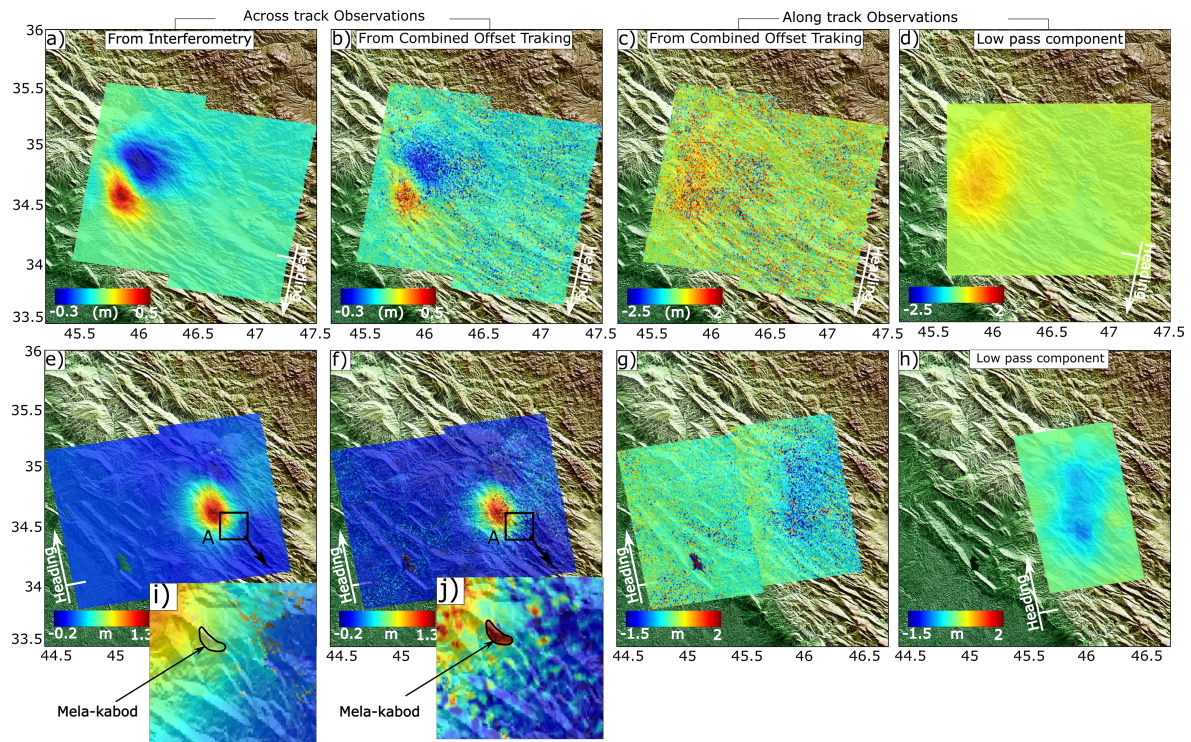 Across track Observations
Along track Observations
a) From Interferometry
b) From Combined Offset Traking
c) From Combined Offset Traking
d) Low pass component
36
35.5
35
34.5
34
33.5
Heading
Heading
Heading
Heading
-0.3 (m) 0.5
-0.3 (m) 0.5
-2.5 (m) 2
-2.5 2
45.5 46 46.5 47 47.5
45.5 46 46.5 47 47.5
45.5 46 46.5 47 47.5
45.5 46 46.5 47 47.5
e)
f)
g)
h) Low pass component
36
35.5
35
34.5
34
33.5
A
A
Heading
Heading
Heading
Heading
-0.2 m 1.3
-0.2 m 1.3
-1.5 m 2
-1.5 m 2
44.5 45
45.5 46
44.5 45 45.5 46 46.5
44.5 45 45.5 46 46.5
i)
j)
Mela-kabod
Mela-kabod